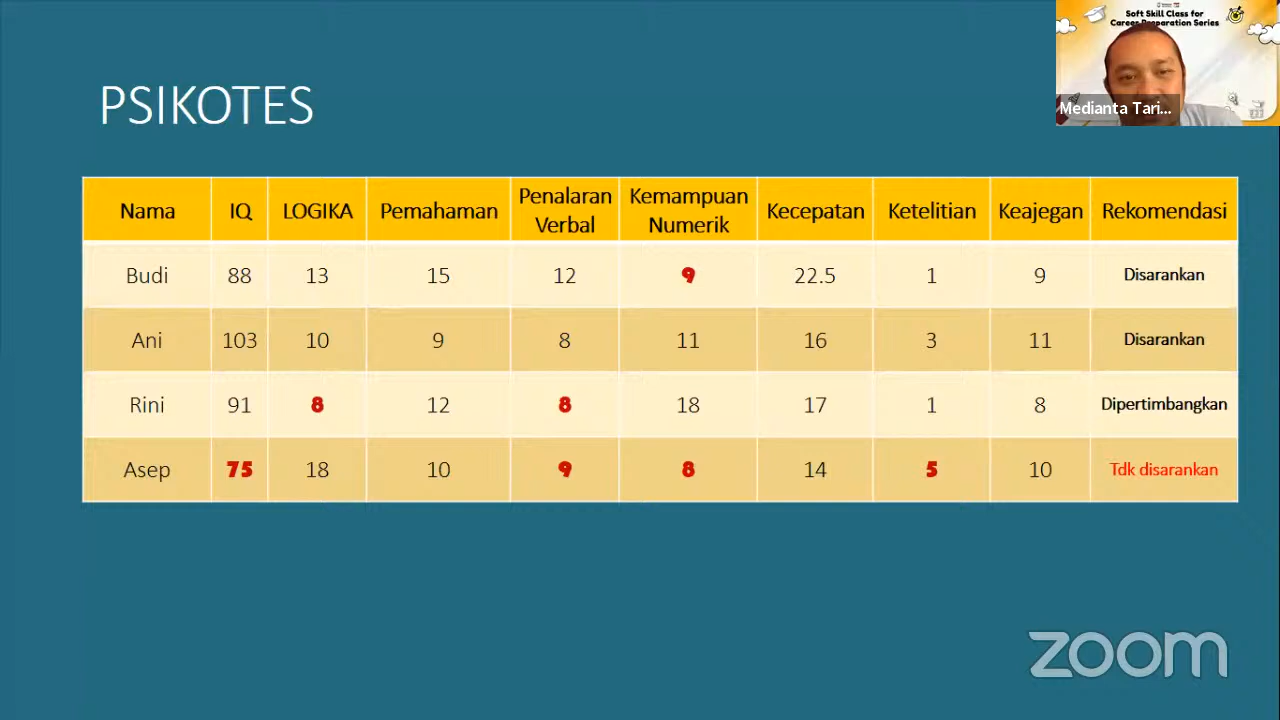 Soft Skill Class for
Career Preparation Series
Medianta Tari...
PSIKOTES
Nama IQ LOGIKA Pemahaman Penalaran Verbal Kemampuan Numerik Kecepatan Ketelitian Keajegan Rekomendasi
Budi 88 13 15 12 9 22.5 1 9 Disarankan
Ani 103 10 9 8 11 16 3 11 Disarankan
Rini 91 8 12 8 18 17 1 8 Dipertimbangkan
Asep 75 18 10 9 8 14 5 10 Tdk disarankan
zoom